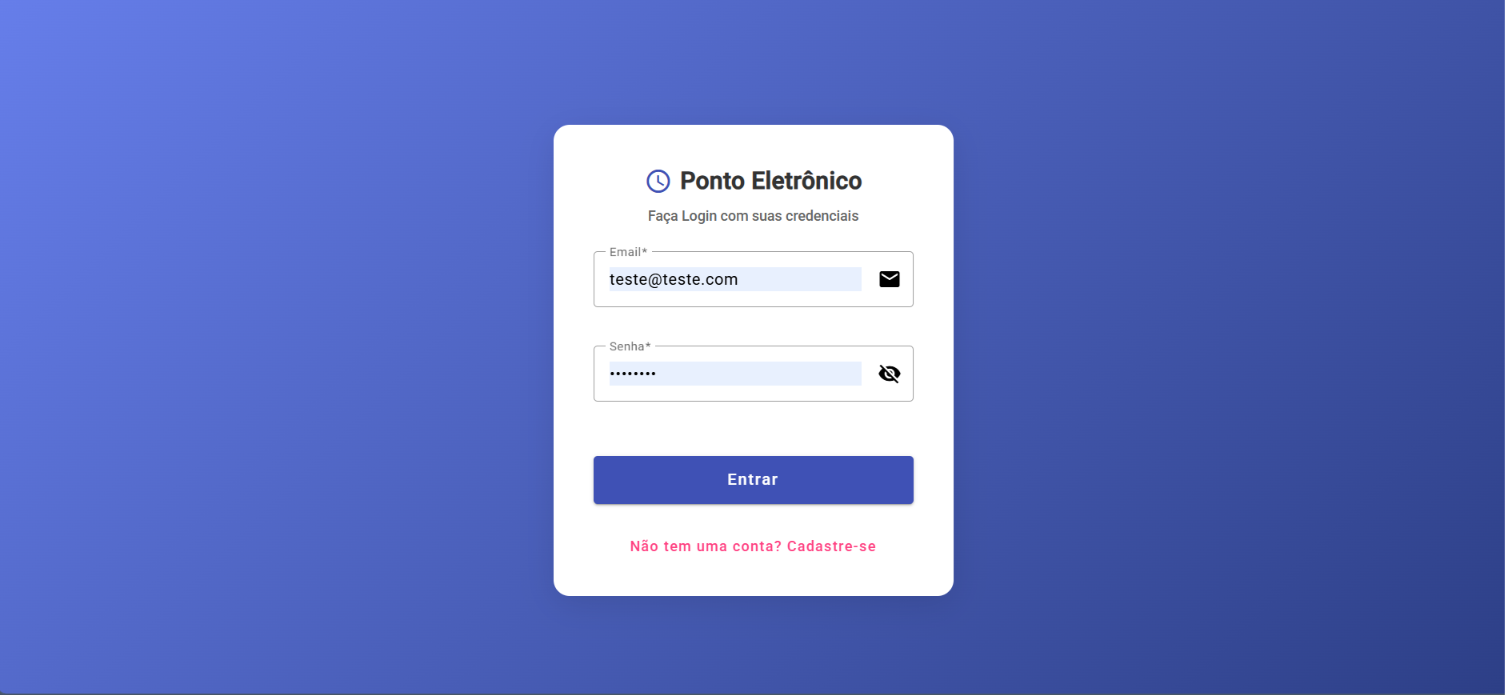 Ponto Eletrônico
Faça Login com suas credenciais
Email*
teste@teste.com
Senha*
••••••••
Entrar
Não tem uma conta? Cadastre-se